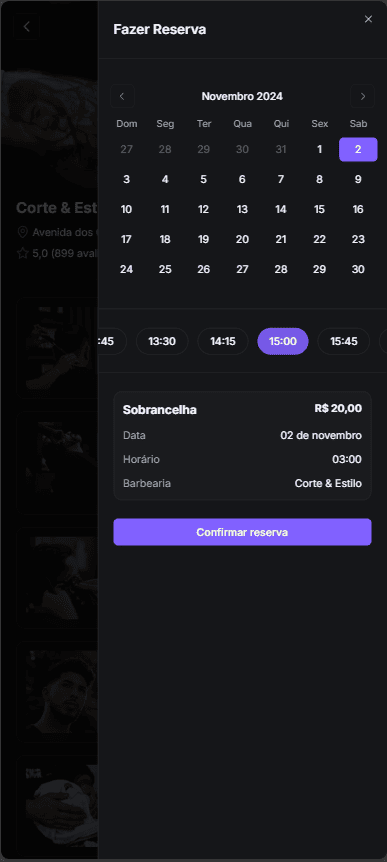 Fazer Reserva
Novembro 2024
Dom Seg Ter Qua Qui Sex Sab
27 28 29 30 31 1 2
3 4 5 6 7 8 9
10 11 12 13 14 15 16
17 18 19 20 21 22 23
24 25 26 27 28 29 30
Corte & Est
Avenida dos
5,0 (899 aval
:45 13:30 14:15 15:00 15:45
Sobrancelha R$ 20,00
Data 02 de novembro
Horário 03:00
Barbearia Corte & Estilo
Confirmar reserva